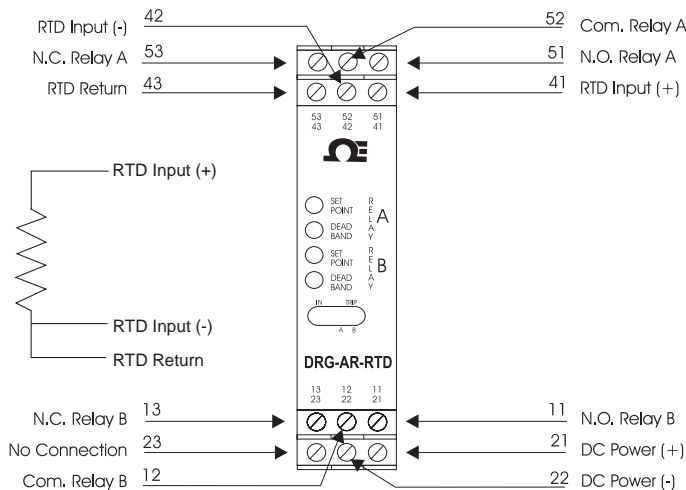 RTD Input (-) 42
52 Com. Relay A
N.C. Relay A 53
51 N.O. Relay A
RTD Return 43
41 RTD Input (+)
53 52 51
43 42 41
RTD Input (+)
SET POINT
DEAD BAND
RELAY A
SET POINT
DEAD BAND
RELAY B
IN TRIP
A B
RTD Input (-)
RTD Return
DRG-AR-RTD
13 12 11
23 22 21
N.C. Relay B 13
11 N.O. Relay B
No Connection 23
21 DC Power (+)
Com. Relay B 12
22 DC Power (-)